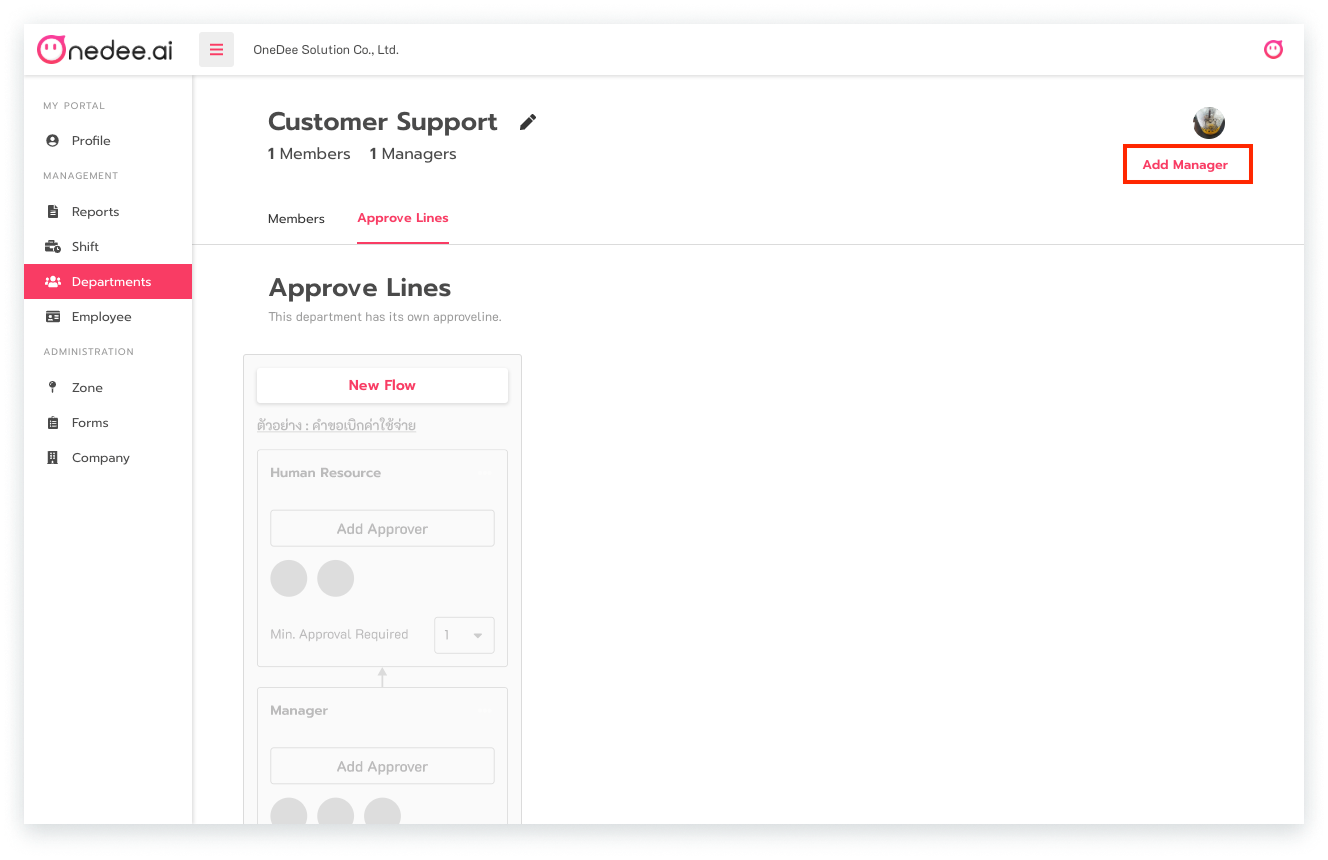 Onedee.ai
OneDee Solution Co., Ltd.
MY PORTAL
Profile
MANAGEMENT
Reports
Shift
Departments
Employee
ADMINISTRATION
Zone
Forms
Company
Customer Support
1 Members 1 Managers
Add Manager
Members Approve Lines
Approve Lines
This department has its own approveline.
New Flow
ตัวอย่าง : คำขอเบิกค่าใช้จ่าย
Human Resource
Add Approver
Min. Approval Required 1
Manager
Add Approver